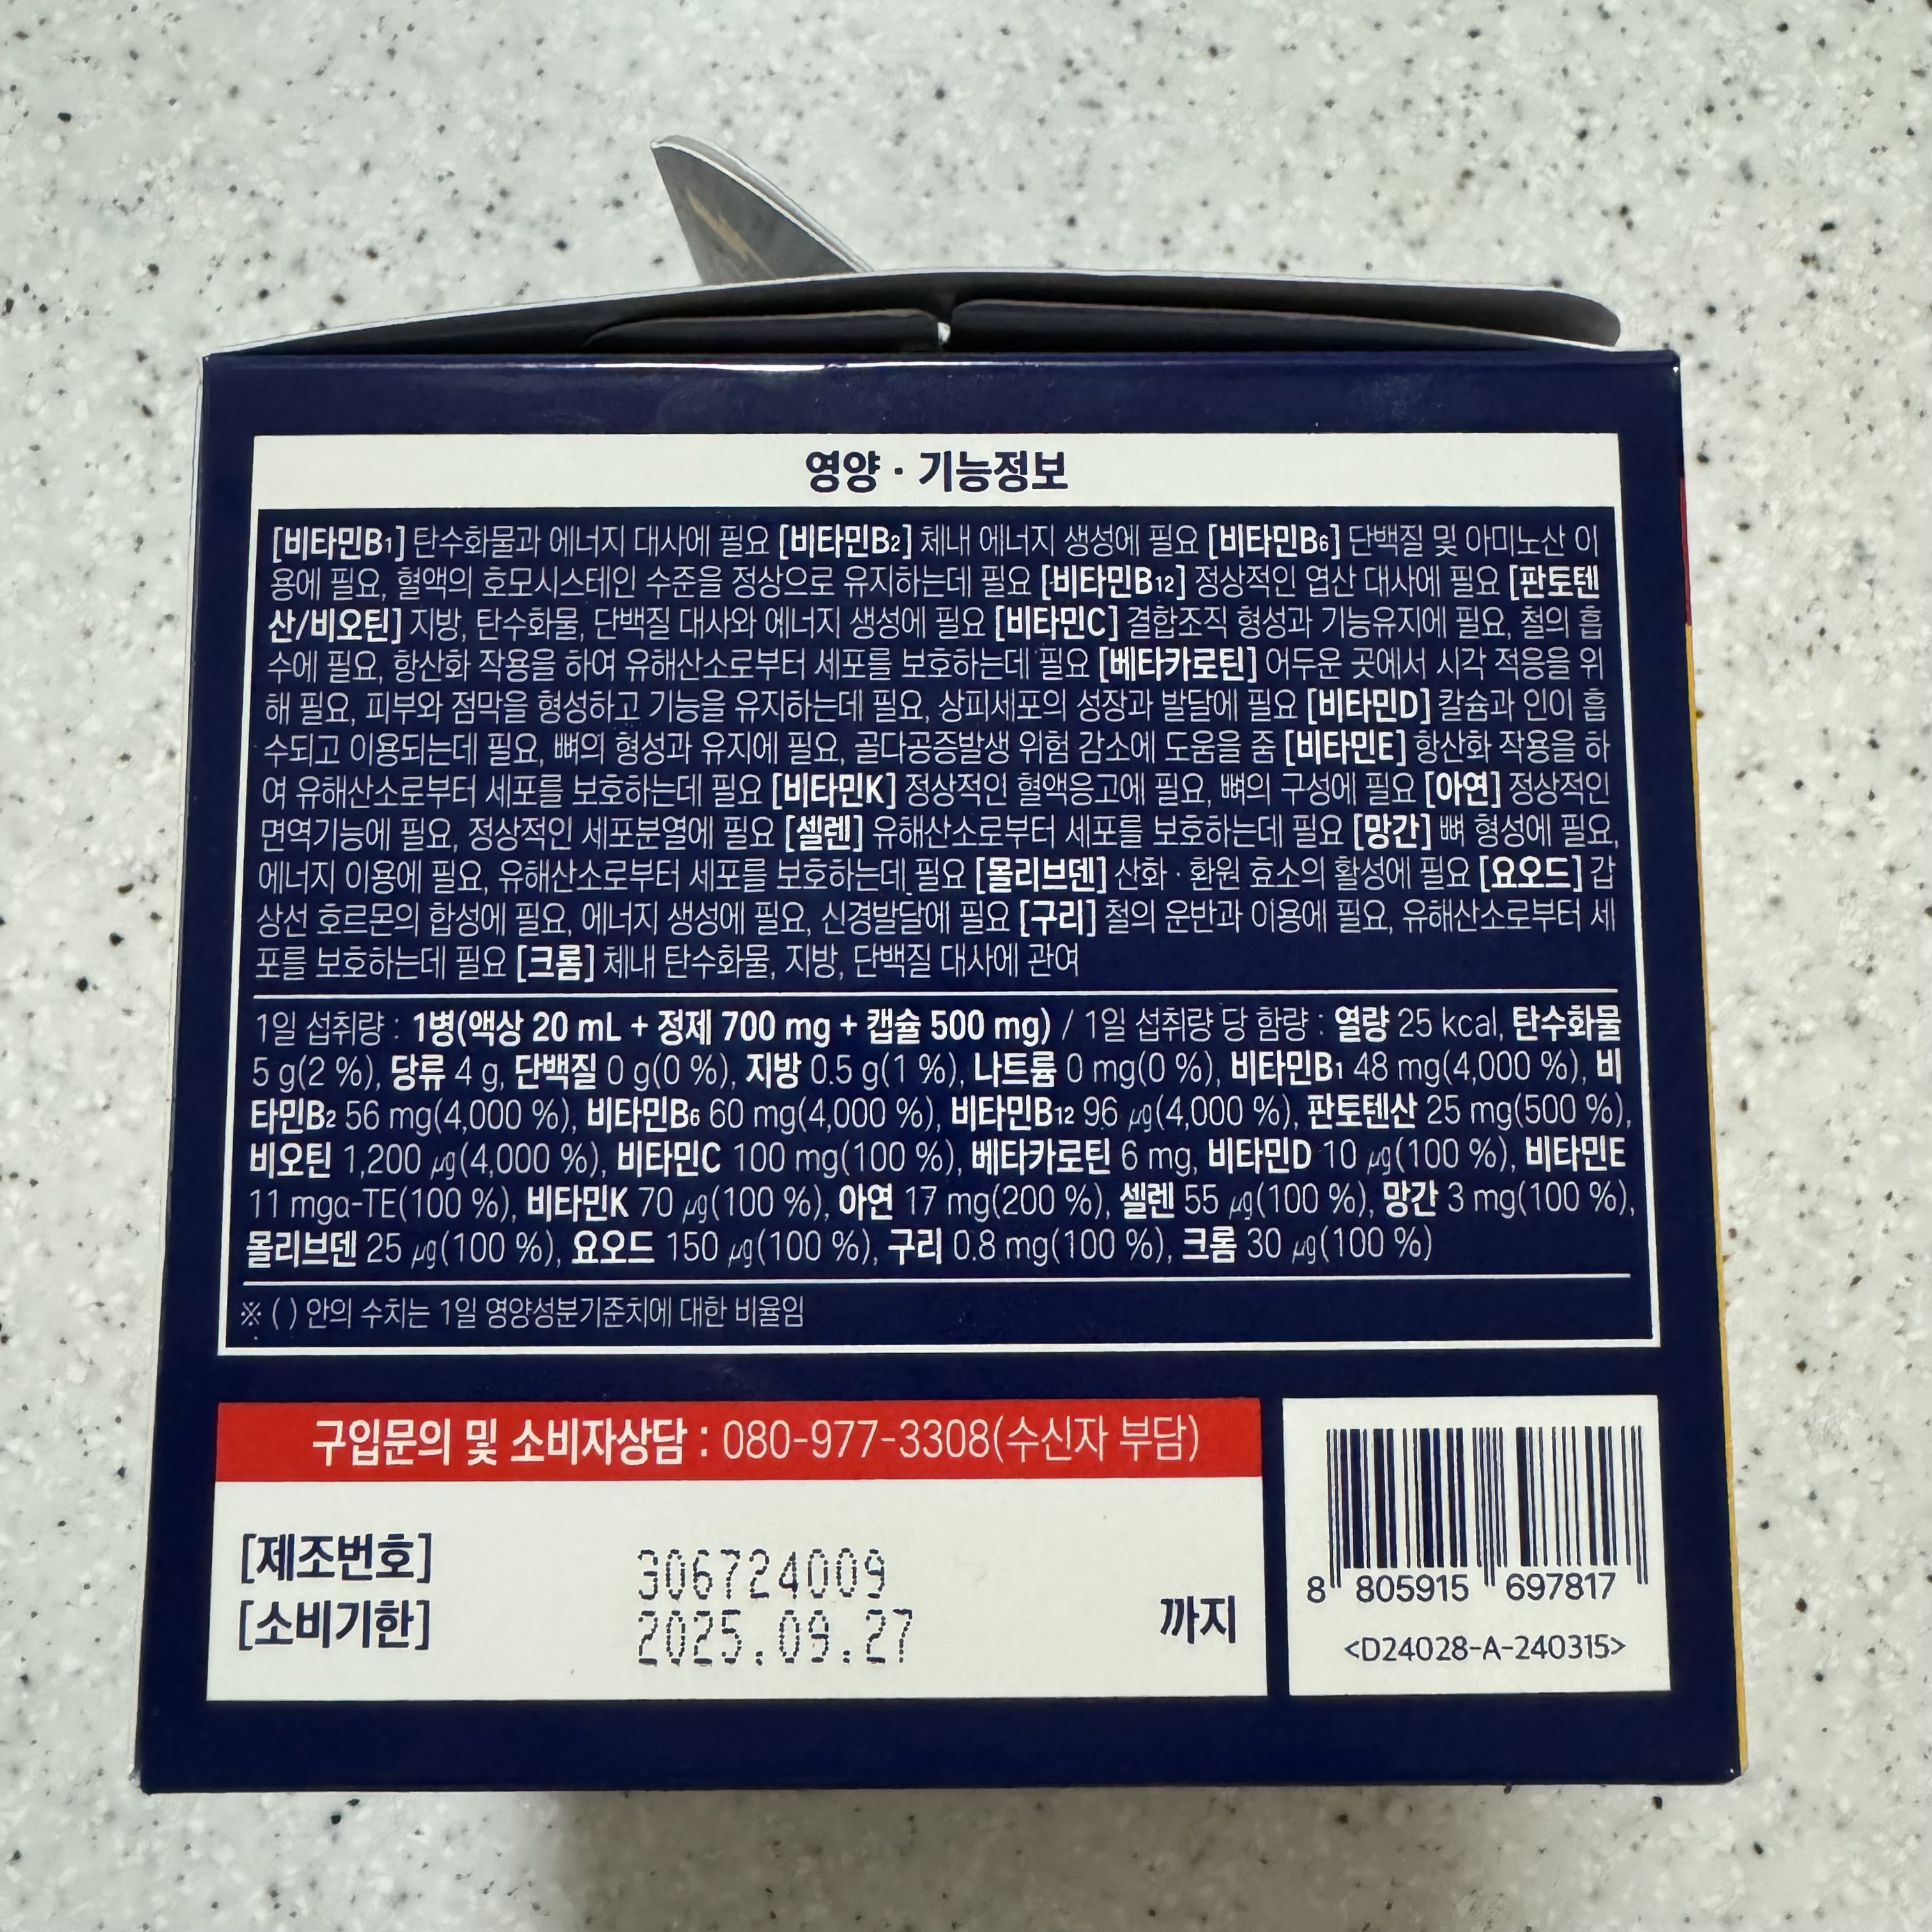 영양 · 기능정보
[비타민B1] 탄수화물과 에너지 대사에 필요 [비타민B2] 체내 에너지 생성에 필요 [비타민B6] 단백질 및 아미노산 이
용에 필요, 혈액의 호모시스테인 수준을 정상으로 유지하는데 필요 [비타민B12] 정상적인 엽산 대사에 필요 [판토텐
산/비오틴] 지방, 탄수화물, 단백질 대사와 에너지 생성에 필요 [비타민C] 결합조직 형성과 기능유지에 필요, 철의 흡
수에 필요, 항산화 작용을 하여 유해산소로부터 세포를 보호하는데 필요 [베타카로틴] 어두운 곳에서 시각 적응을 위
해 필요, 피부와 점막을 형성하고 기능을 유지하는데 필요, 상피세포의 성장과 발달에 필요 [비타민D] 칼슘과 인이 흡
수되고 이용되는데 필요, 뼈의 형성과 유지에 필요, 골다공증발생 위험 감소에 도움을 줌 [비타민E] 항산화 작용을 하
여 유해산소로부터 세포를 보호하는데 필요 [비타민K] 정상적인 혈액응고에 필요, 뼈의 구성에 필요 [아연] 정상적인
면역기능에 필요, 정상적인 세포분열에 필요 [셀렌] 유해산소로부터 세포를 보호하는데 필요 [망간] 뼈 형성에 필요,
에너지 이용에 필요, 유해산소로부터 세포를 보호하는데 필요 [몰리브덴] 산화 · 환원 효소의 활성에 필요 [요오드] 갑
상선 호르몬의 합성에 필요, 에너지 생성에 필요, 신경발달에 필요 [구리] 철의 운반과 이용에 필요, 유해산소로부터 세
포를 보호하는데 필요 [크롬] 체내 탄수화물, 지방, 단백질 대사에 관여
1일 섭취량 : 1병(액상 20 mL + 정제 700 mg + 캡슐 500 mg) / 1일 섭취량 당 함량 : 열량 25 kcal, 탄수화물
5 g(2 %), 당류 4 g, 단백질 0 g(0 %), 지방 0.5 g(1 %), 나트륨 0 mg(0 %), 비타민B1 48 mg(4,000 %), 비
타민B2 56 mg(4,000 %), 비타민B6 60 mg(4,000 %), 비타민B12 96 μg(4,000 %), 판토텐산 25 mg(500 %),
비오틴 1,200 μg(4,000 %), 비타민C 100 mg(100 %), 베타카로틴 6 mg, 비타민D 10 μg(100 %), 비타민E
11 mgα-TE(100 %), 비타민K 70 μg(100 %), 아연 17 mg(200 %), 셀렌 55 μg(100 %), 망간 3 mg(100 %),
몰리브덴 25 μg(100 %), 요오드 150 μg(100 %), 구리 0.8 mg(100 %), 크롬 30 μg(100 %)
※ ( ) 안의 수치는 1일 영양성분기준치에 대한 비율임
구입문의 및 소비자상담 : 080-977-3308(수신자 부담)
[제조번호] 306724009
[소비기한] 2025.09.27 까지
8 805915 697817
<D24028-A-240315>